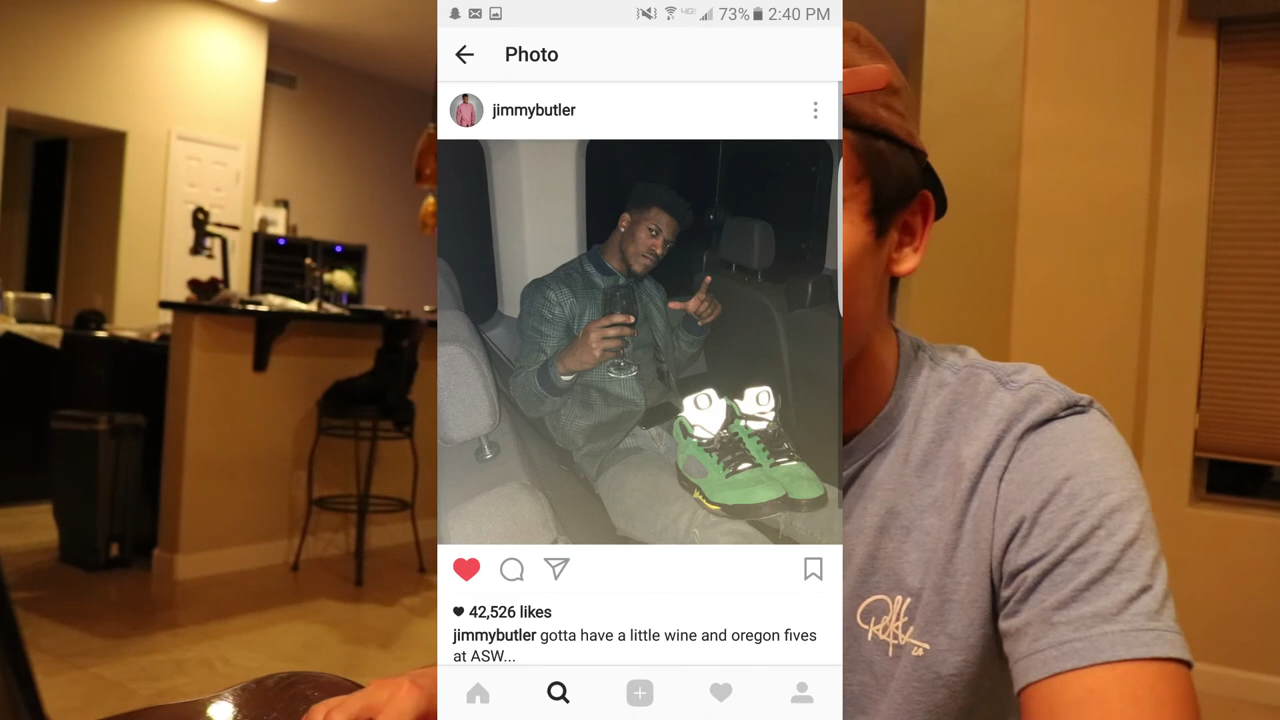 73% 2:40 PM
Photo
jimmybutler
42,526 likes
jimmybutler gotta have a little wine and oregon fives
at ASW...